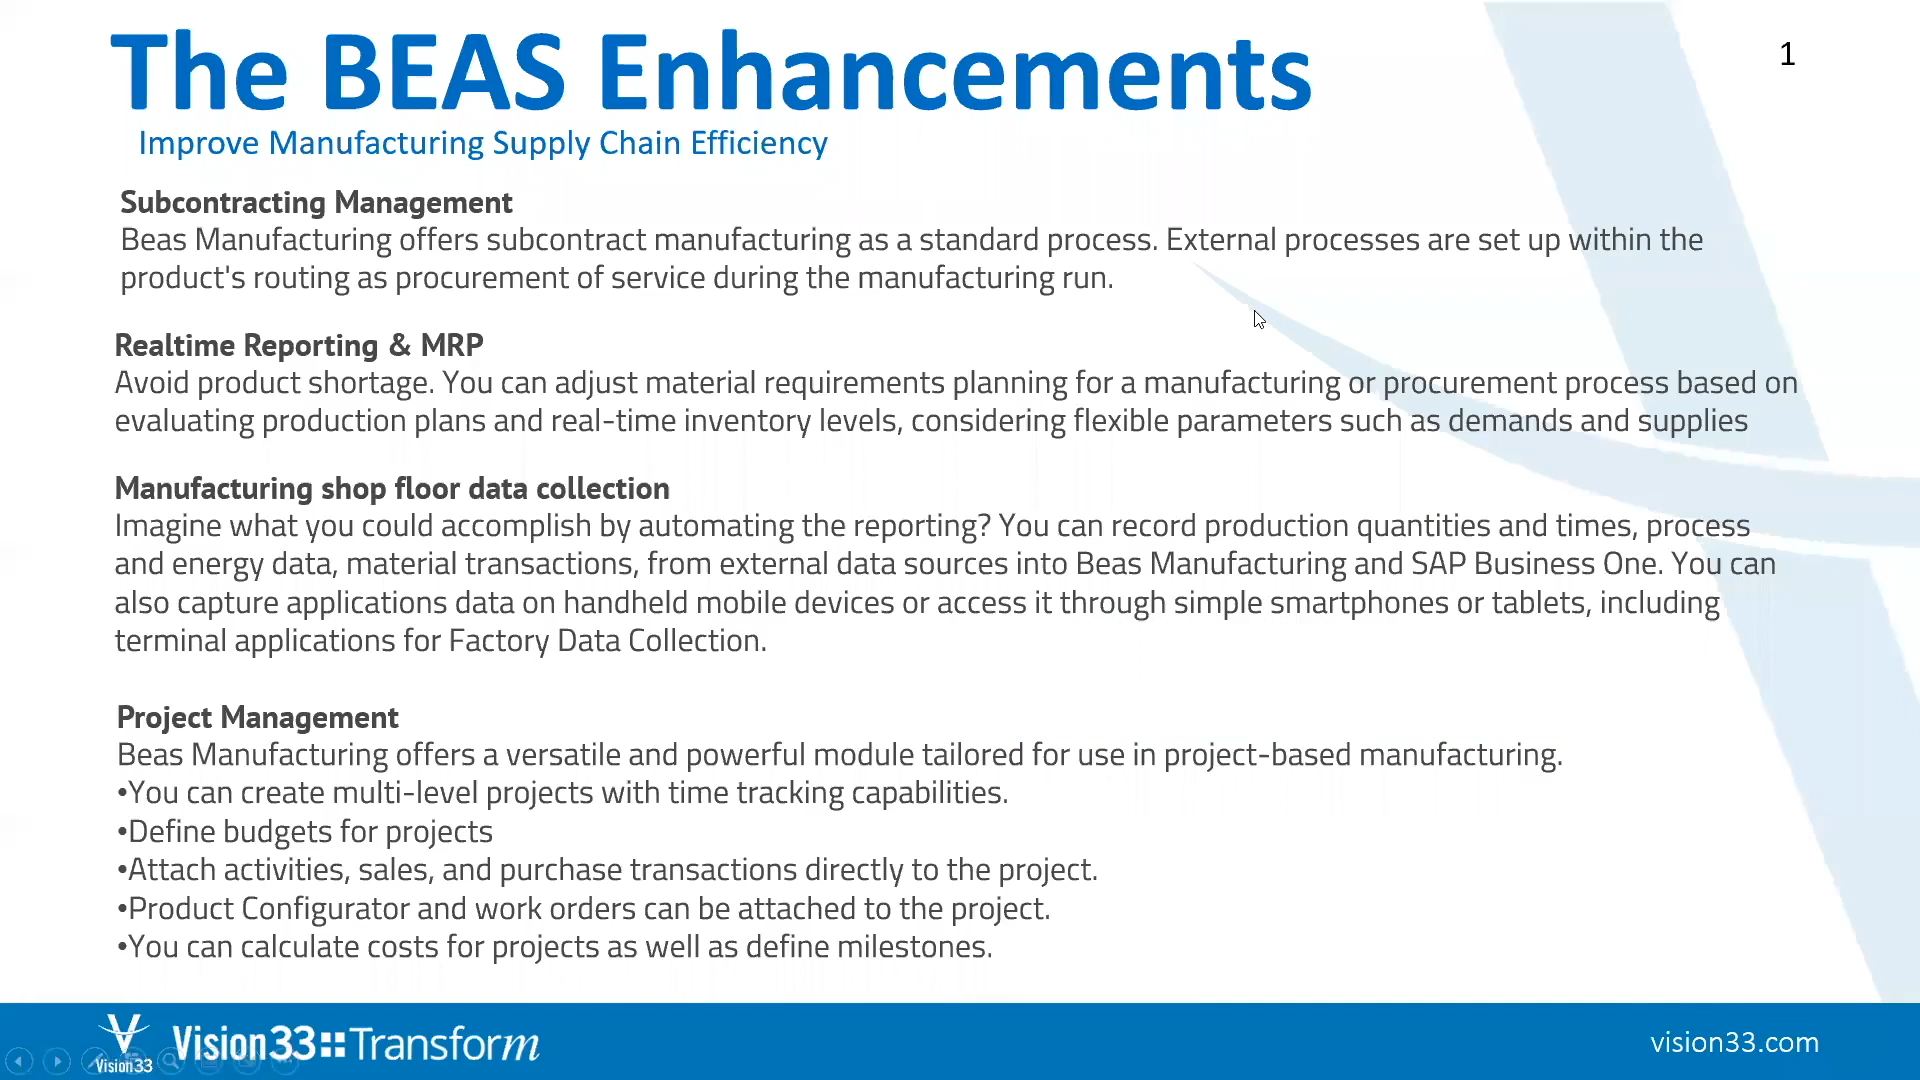 The BEAS Enhancements
1
Improve Manufacturing Supply Chain Efficiency
Subcontracting Management
Beas Manufacturing offers subcontract manufacturing as a standard process. External processes are set up within the
product's routing as procurement of service during the manufacturing run.
Realtime Reporting & MRP
Avoid product shortage. You can adjust material requirements planning for a manufacturing or procurement process based on
evaluating production plans and real-time inventory levels, considering flexible parameters such as demands and supplies
Manufacturing shop floor data collection
Imagine what you could accomplish by automating the reporting? You can record production quantities and times, process
and energy data, material transactions, from external data sources into Beas Manufacturing and SAP Business One. You can
also capture applications data on handheld mobile devices or access it through simple smartphones or tablets, including
terminal applications for Factory Data Collection.
Project Management
Beas Manufacturing offers a versatile and powerful module tailored for use in project-based manufacturing.
•You can create multi-level projects with time tracking capabilities.
•Define budgets for projects
•Attach activities, sales, and purchase transactions directly to the project.
•Product Configurator and work orders can be attached to the project.
•You can calculate costs for projects as well as define milestones.
Vision33
Vision33::Transform
vision33.com